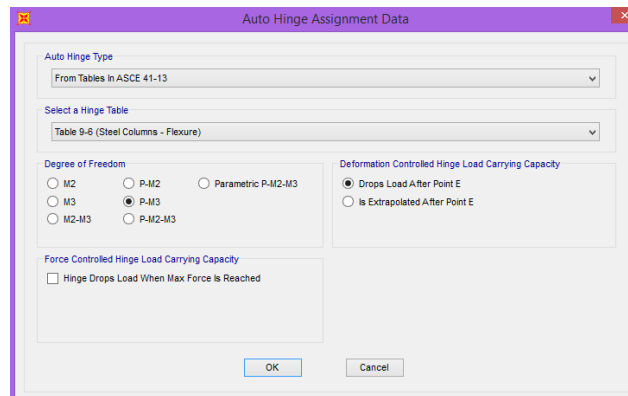 Auto Hinge Assignment Data
Auto Hinge Type
From Tables In ASCE 41-13
Select a Hinge Table
Table 9-6 (Steel Columns - Flexure)
Degree of Freedom
M2
P-M2
Parametric P-M2-M3
M3
P-M3
M2-M3
P-M2-M3
Deformation Controlled Hinge Load Carrying Capacity
Drops Load After Point E
Is Extrapolated After Point E
Force Controlled Hinge Load Carrying Capacity
Hinge Drops Load When Max Force Is Reached
OK
Cancel